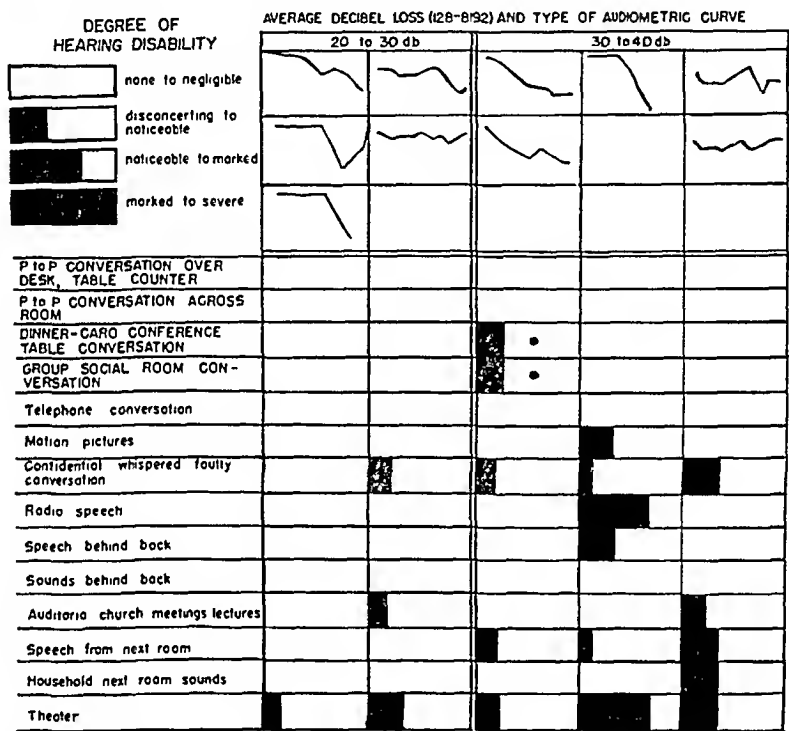 DEGREE OF
HEARING DISABILITY
none to negligible
disconcerting to
noticeable
noticeable to marked
marked to severe
AVERAGE DECIBEL LOSS (128-8192) AND TYPE OF AUDIOMETRIC CURVE
20 to 30 db
30 to 40 db
P to P CONVERSATION OVER
DESK, TABLE COUNTER
P to P CONVERSATION ACROSS
ROOM
DINNER-CARO CONFERENCE
TABLE CONVERSATION
GROUP SOCIAL ROOM CON-
VERSATION
Telephone conversation
Motion pictures
Confidential whispered faulty
conversation
Radio speech
Speech behind back
Sounds behind back
Auditoria church meetings lectures
Speech from next room
Household next room sounds
Theater